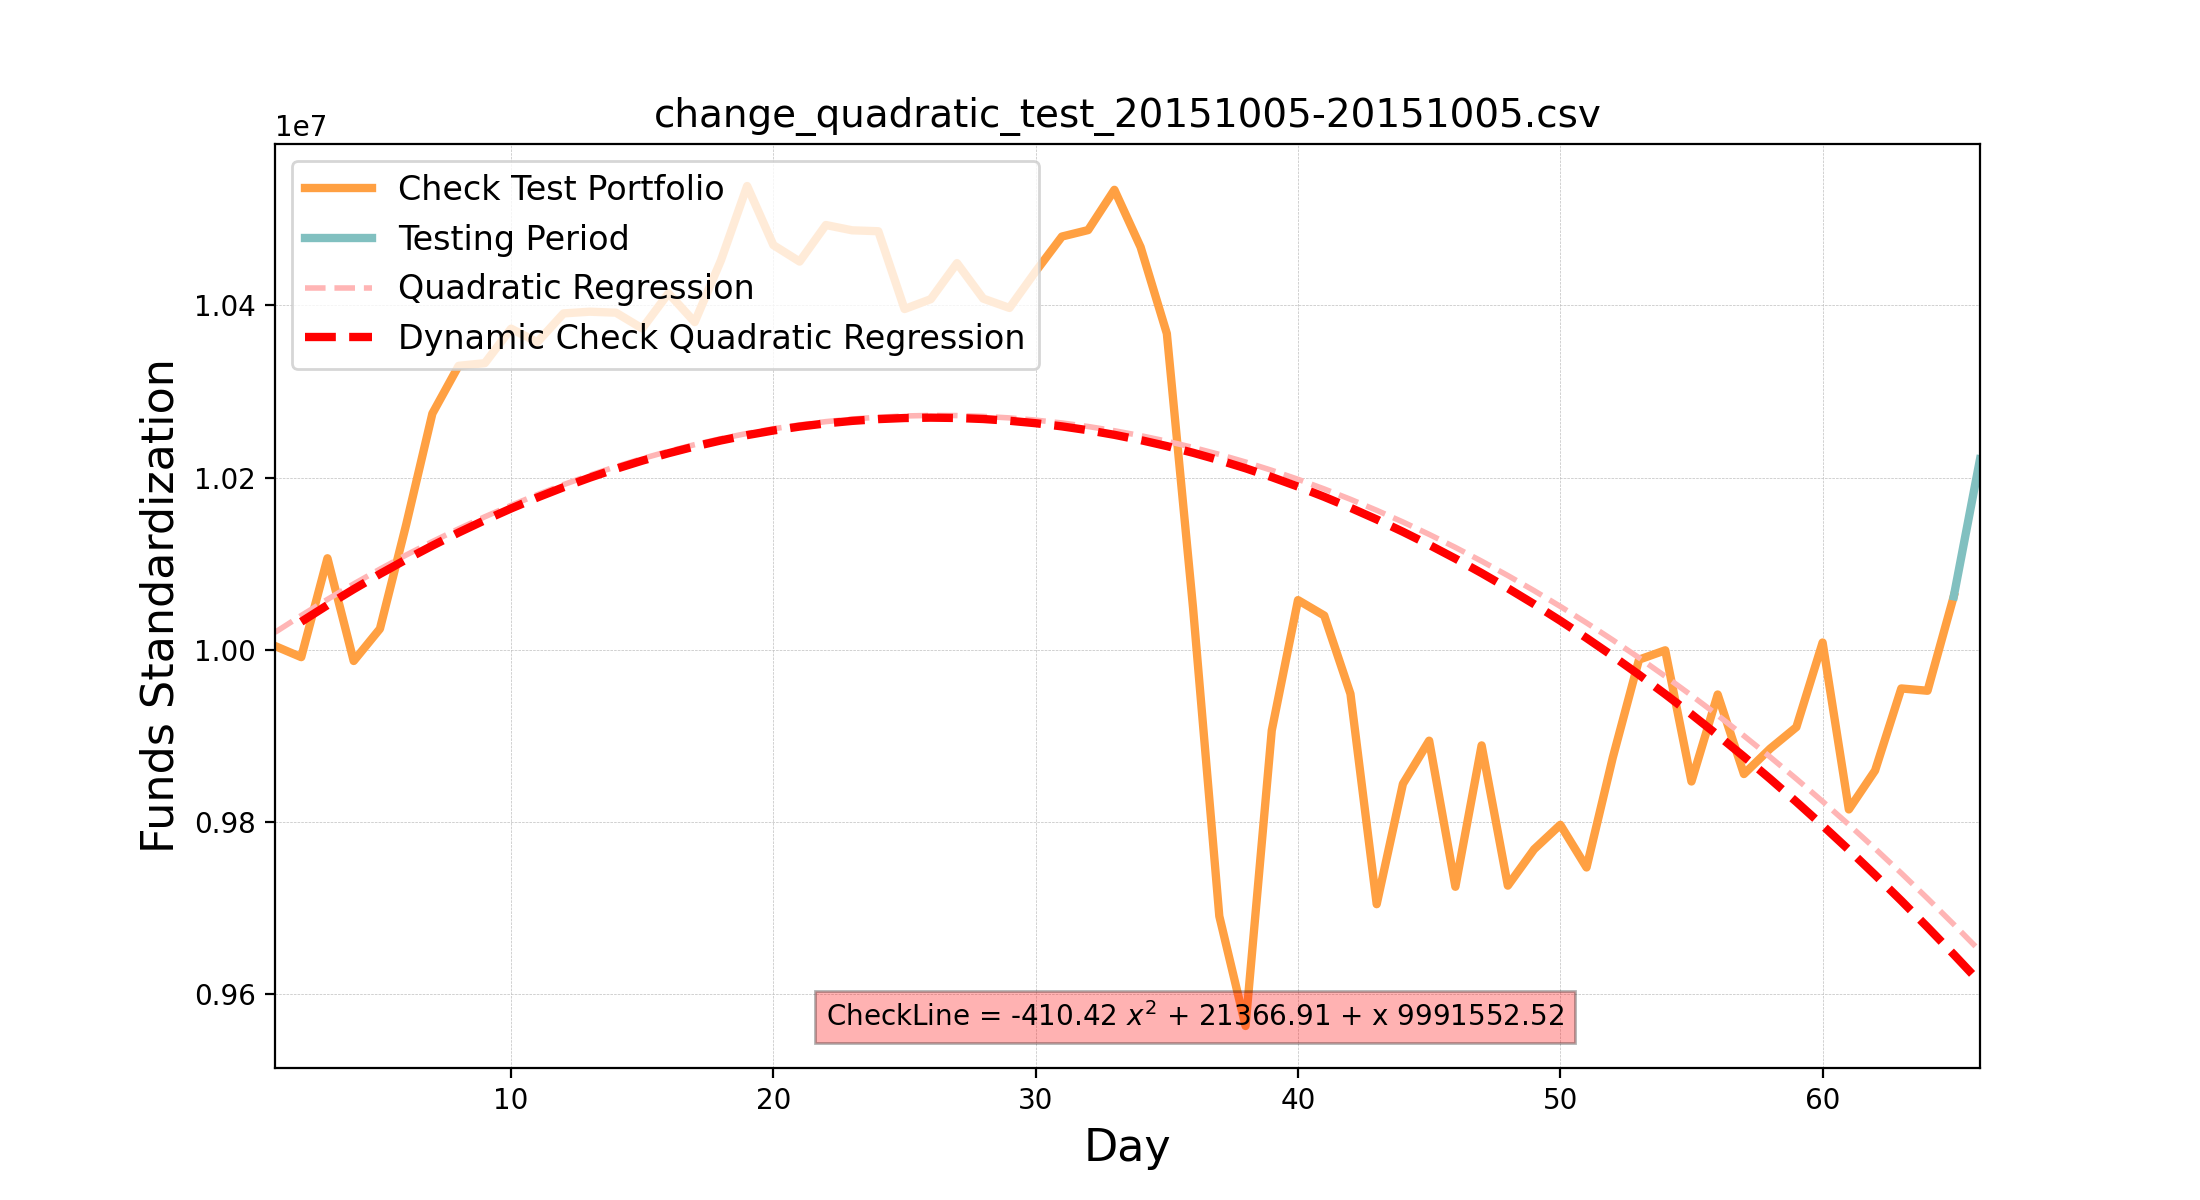 change_quadratic_test_20151005-20151005.csv
1e7
Check Test Portfolio
Testing Period
Quadratic Regression
Dynamic Check Quadratic Regression
1.04
1.02
1.00
0.98
0.96
Funds Standardization
CheckLine = -410.42 x² + 21366.91 + x 9991552.52
10 20 30 40 50 60
Day